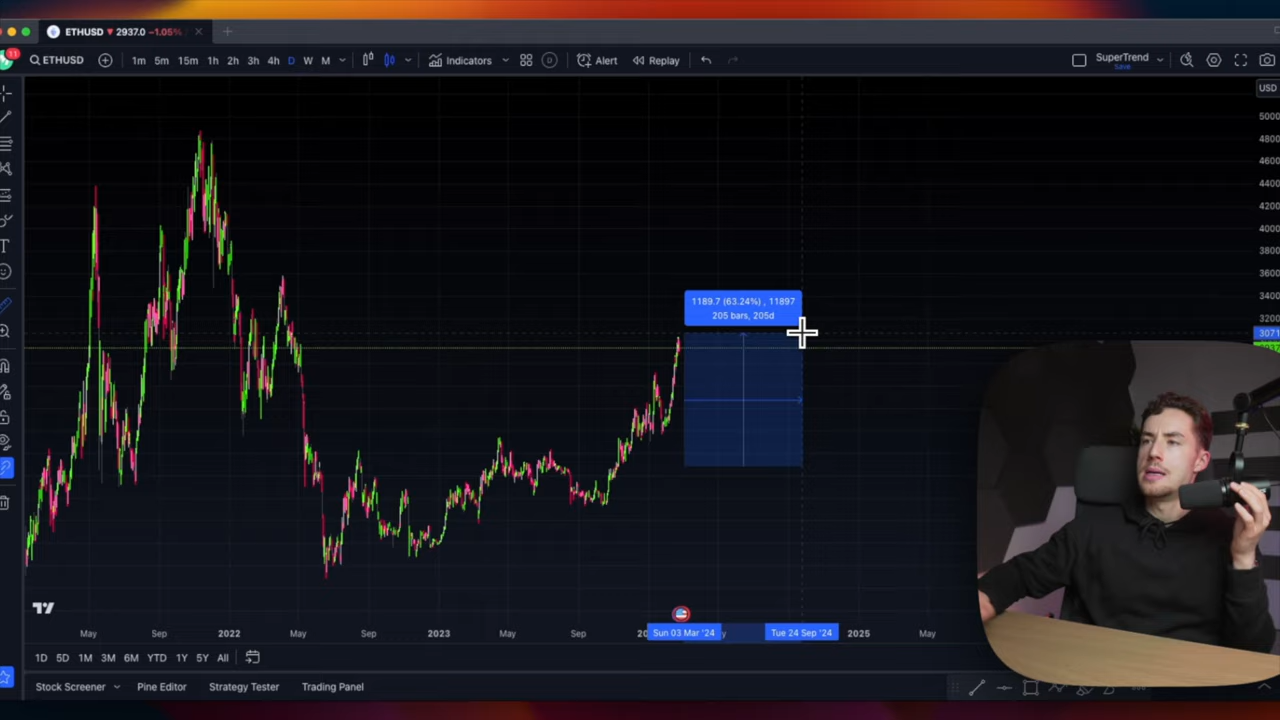 ETHUSD ▼ 2937.0 −1.05%
11
ETHUSD 1m 5m 15m 1h 2h 3h 4h D W M Indicators Alert Replay SuperTrend
Save
USD
5000
4800
4600
4400
4200
4000
3800
3600
3400
1189.7 (63.24%) , 11897
205 bars, 205d
3200
3071
May Sep 2022 May Sep 2023 May Sep Sun 03 Mar '24 Tue 24 Sep '24 2025 May
1D 5D 1M 3M 6M YTD 1Y 5Y All
Stock Screener Pine Editor Strategy Tester Trading Panel